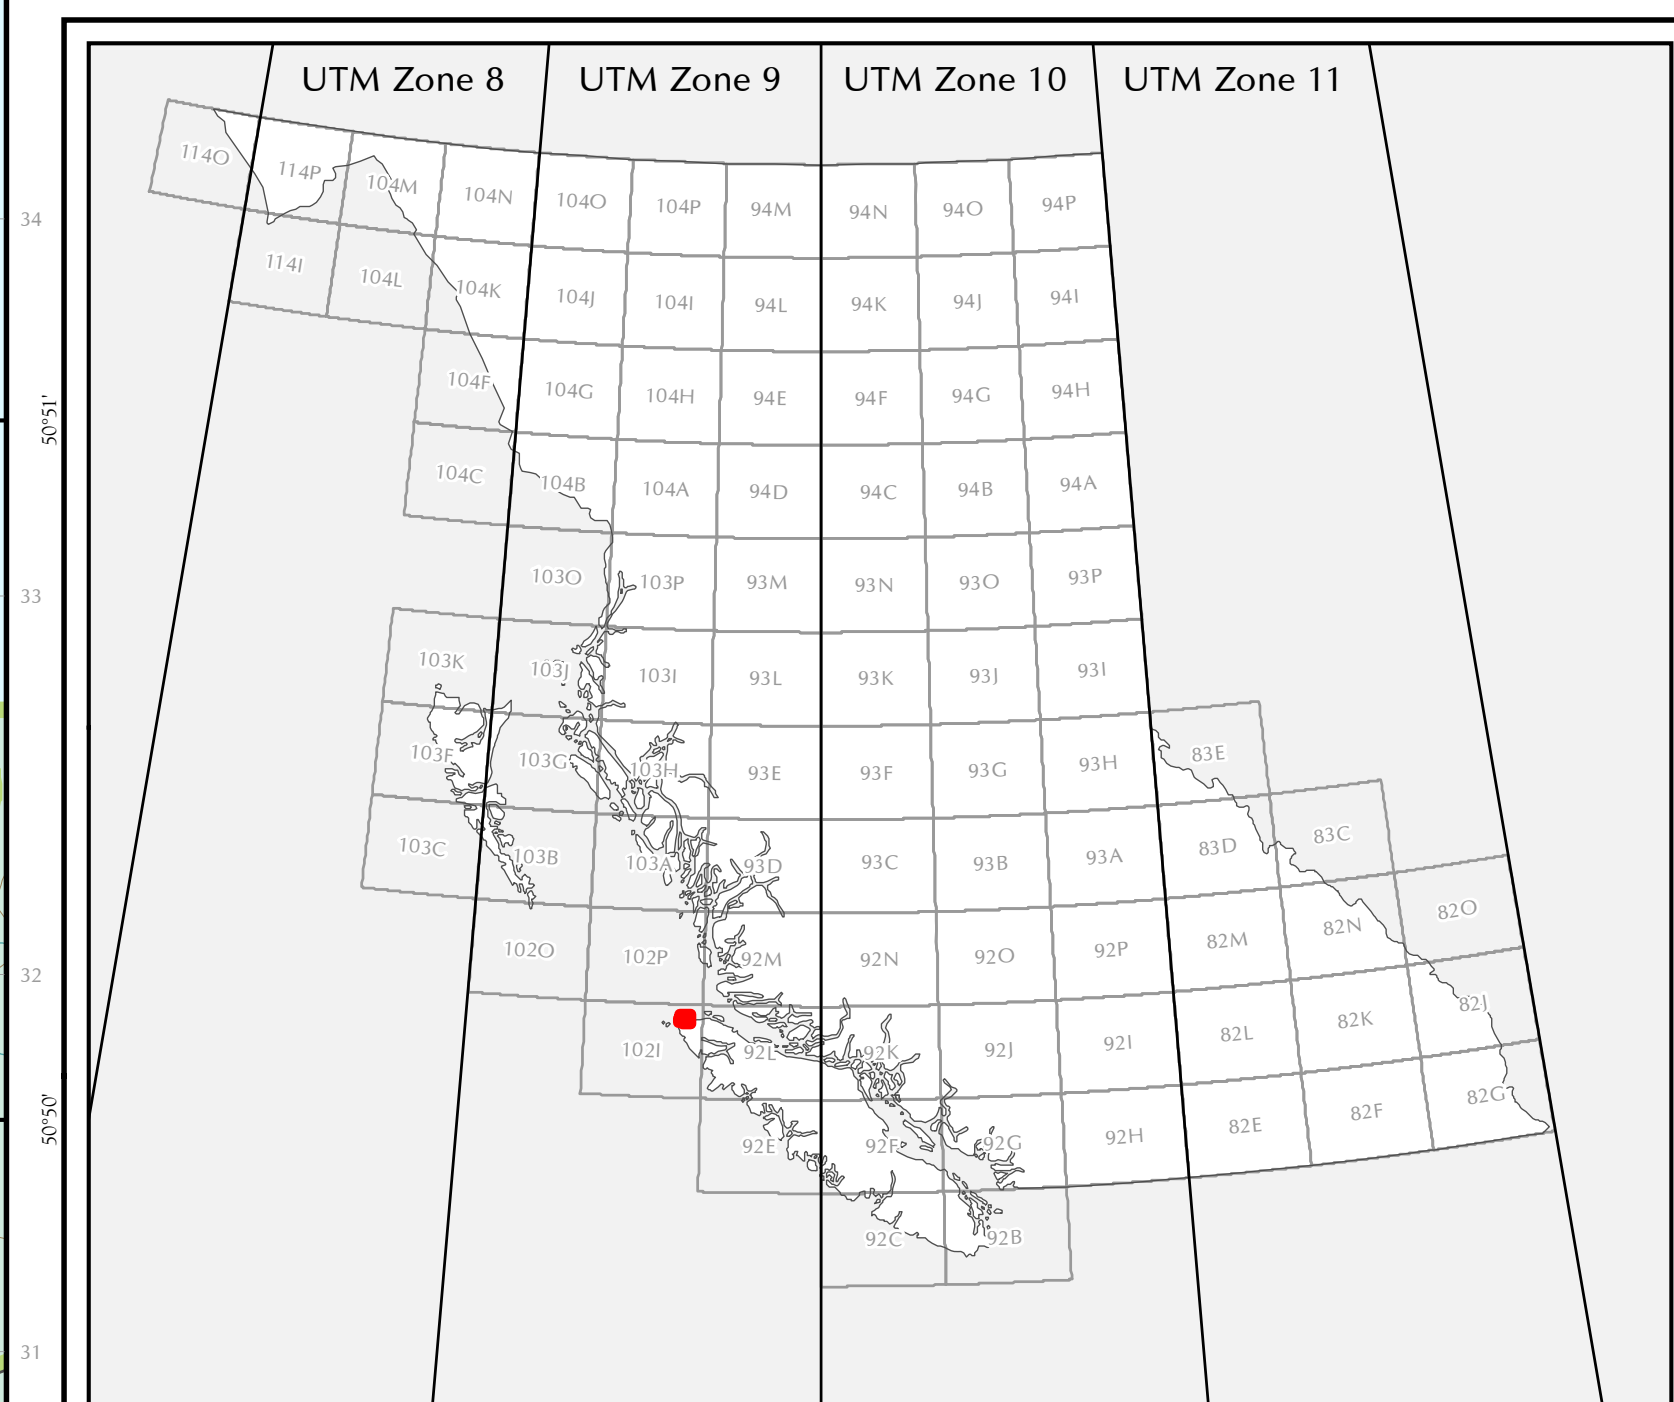 UTM Zone 8 UTM Zone 9 UTM Zone 10 UTM Zone 11
114O 114P 104M 104N 104O 104P 94M 94N 94O 94P
34
114I 104L 104K 104J 104I 94L 94K 94J 94I
104F 104G 104H 94E 94F 94G 94H
50°51'
104C 104B 104A 94D 94C 94B 94A
103O 103P 93M 93N 93O 93P
33
103K 103J 103I 93L 93K 93J 93I
103F 103G 103H 93E 93F 93G 93H 83E
103C 103B 103A 93D 93C 93B 93A 83D 83C
102O 102P 92M 92N 92O 92P 82M 82N 82O
32
102I 92L 92K 92J 92I 82L 82K 82J
50°50'
92E 92F 92G 92H 82E 82F 82G
92C 92B
31